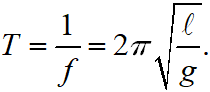 T = 1/f = 2π√(ℓ/g).